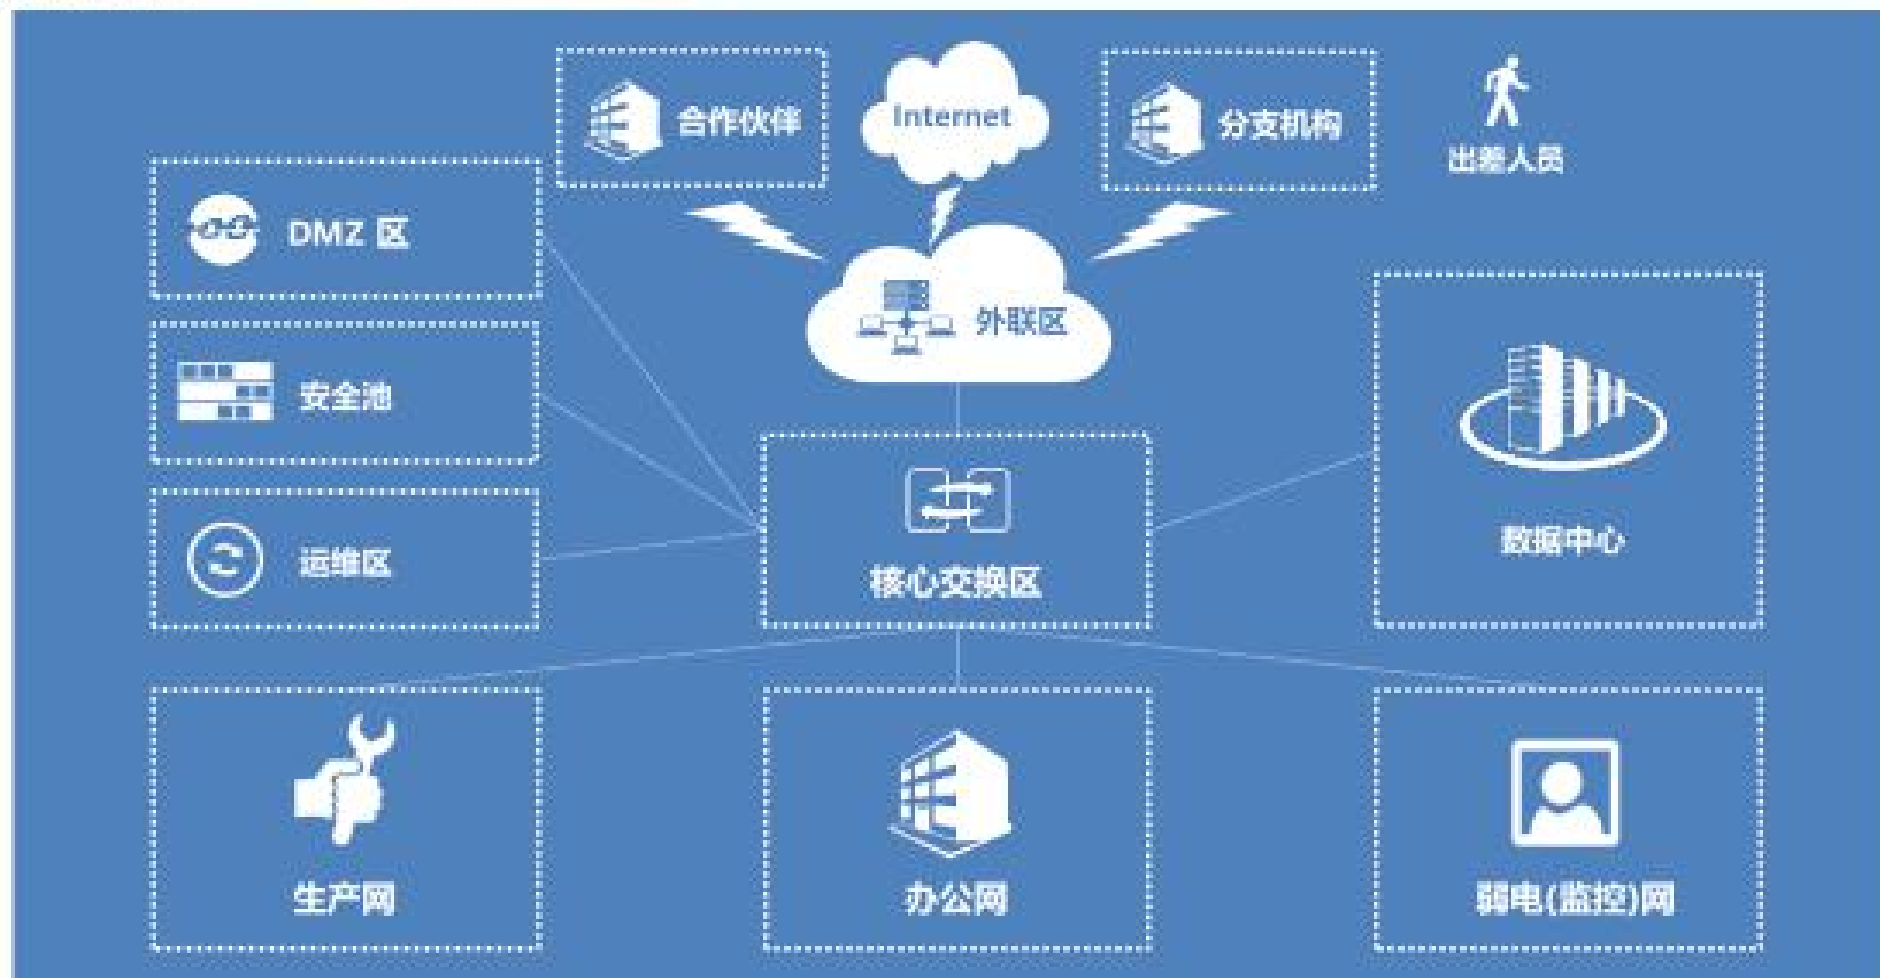 合作伙伴
Internet
分支机构
出差人员
DMZ 区
外联区
安全池
数据中心
运维区
核心交换区
生产网
办公网
弱电(监控)网